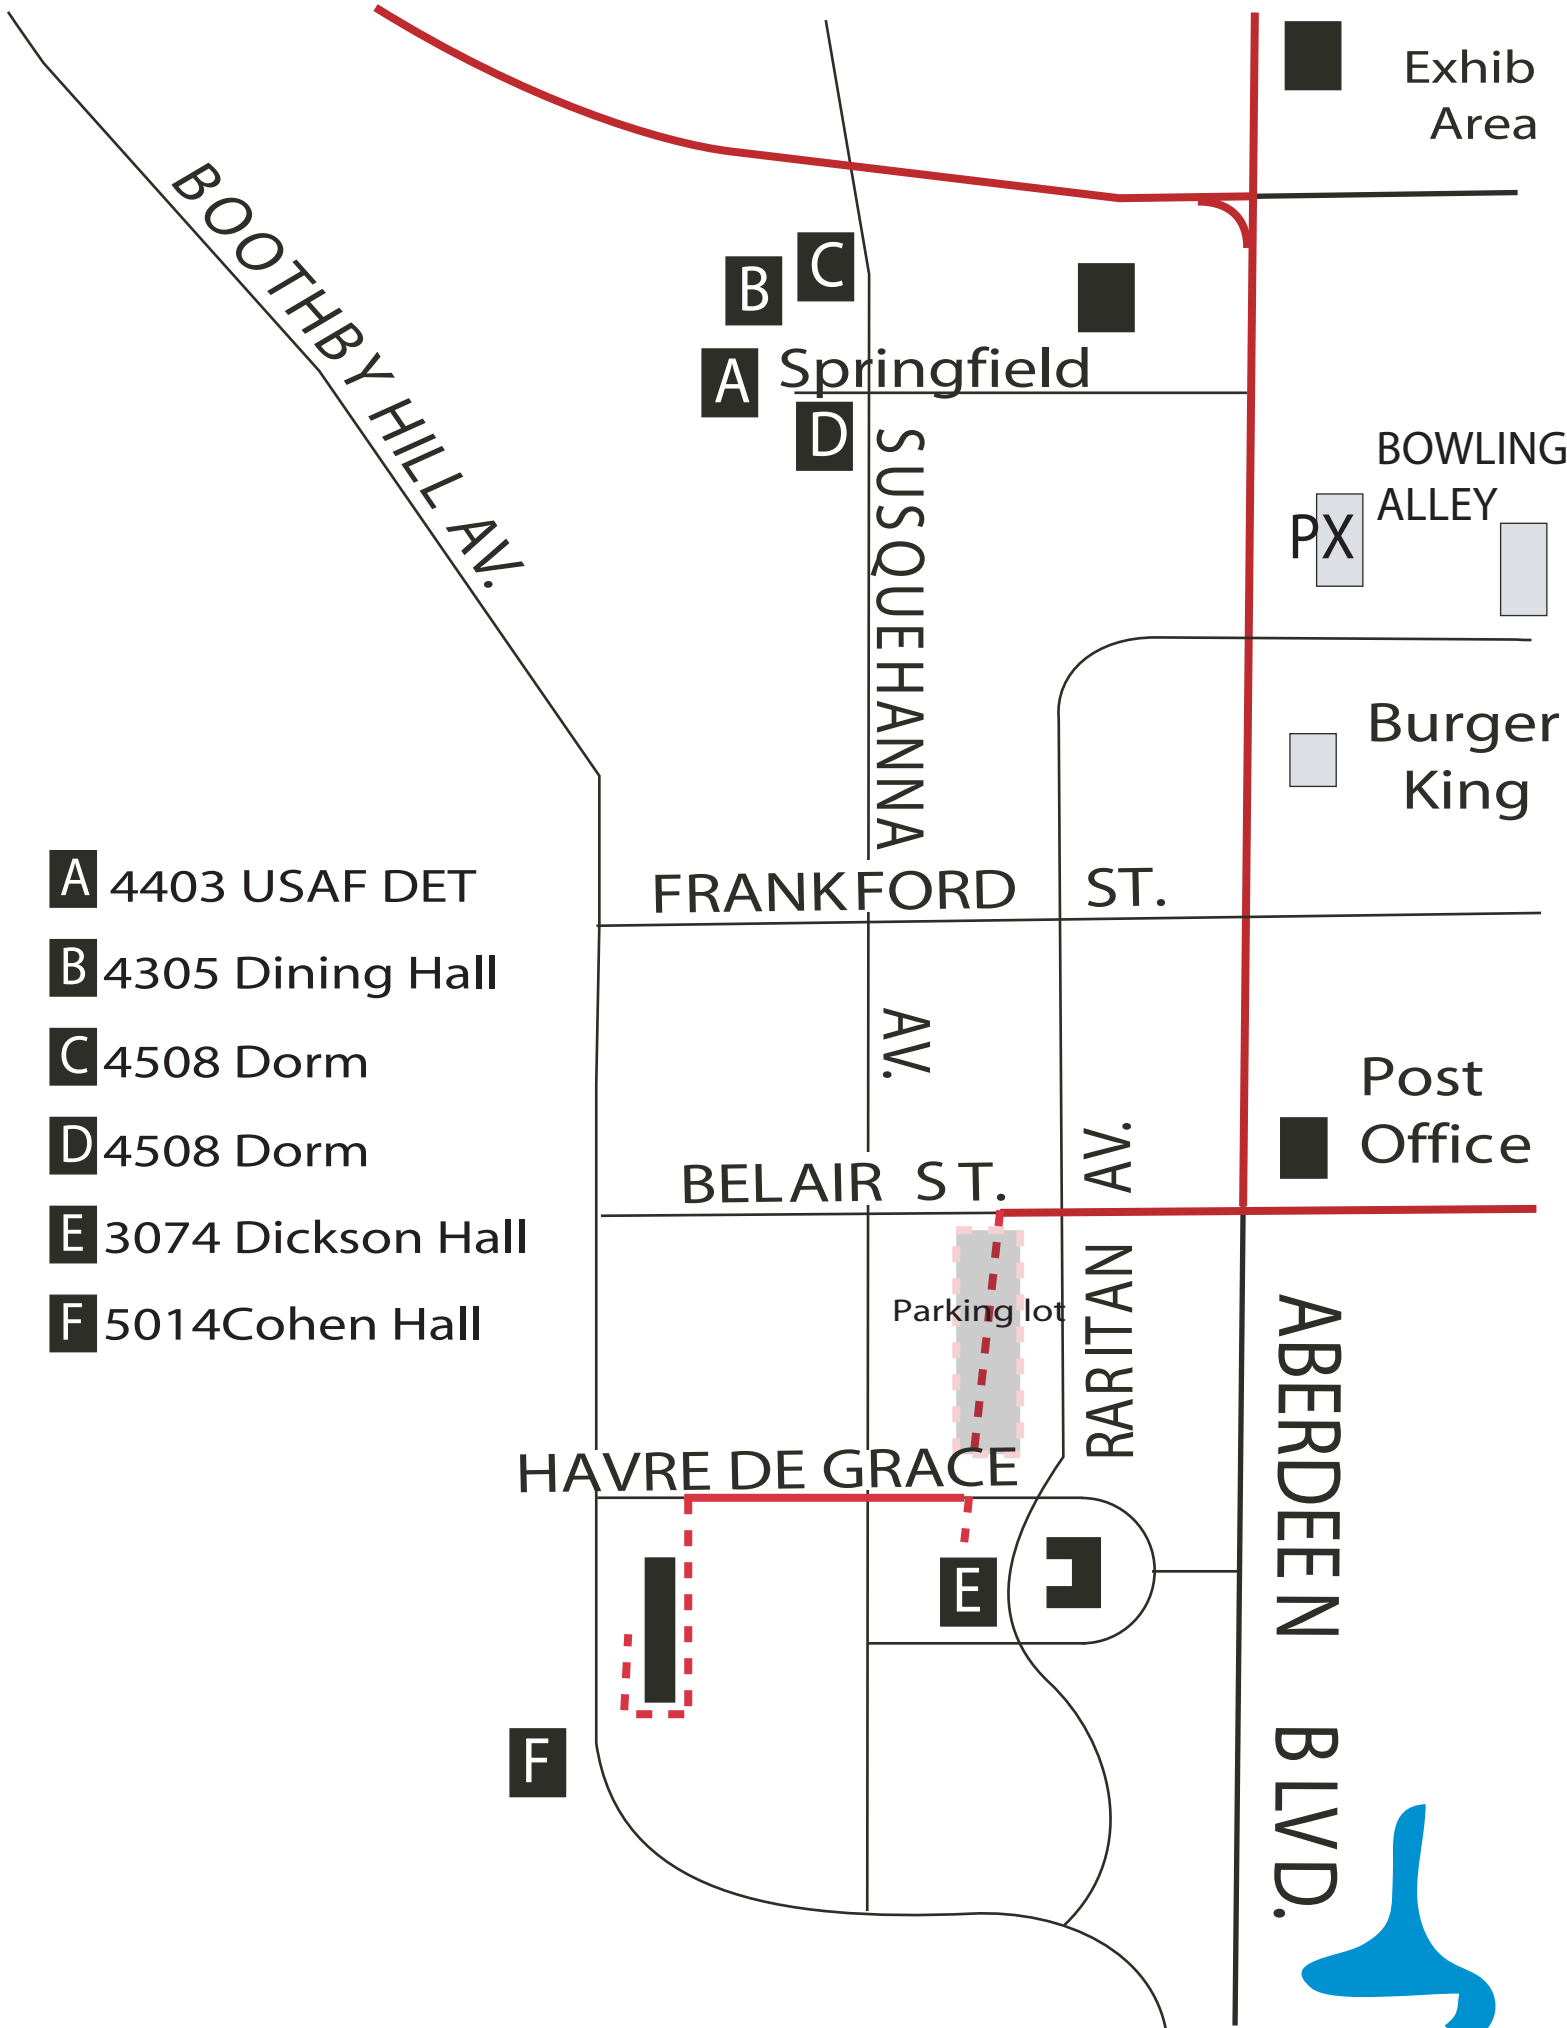 Exhib
Area
BOOTHBY HILL AV.
C
B
A
Springfield
D
SUSQUEHANNA
AV.
BOWLING
ALLEY
PX
Burger
King
FRANKFORD ST.
A 4403 USAF DET
B 4305 Dining Hall
C 4508 Dorm
D 4508 Dorm
E 3074 Dickson Hall
F 5014Cohen Hall
Post
Office
BELAIR ST.
RARITAN AV.
Parking lot
ABERDEEN BLVD.
HAVRE DE GRACE
E
F